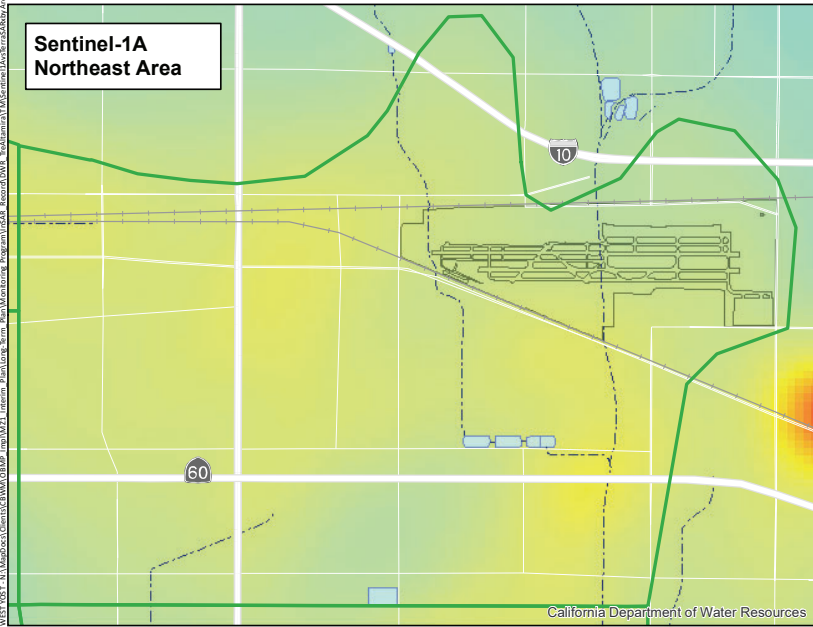 Sentinel-1A
Northeast Area
10
60
California Department of Water Resources